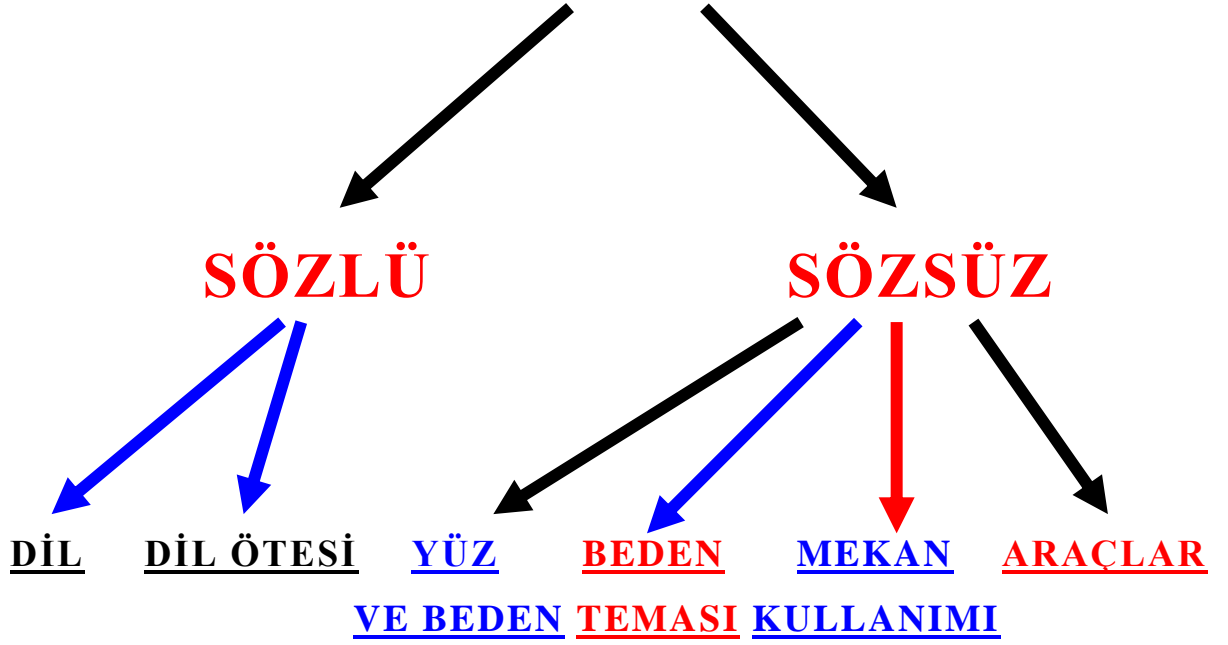 SÖZLÜ SÖZSÜZ
DİL DİL ÖTESİ YÜZ BEDEN MEKAN ARAÇLAR
VE BEDEN TEMASI KULLANIMI